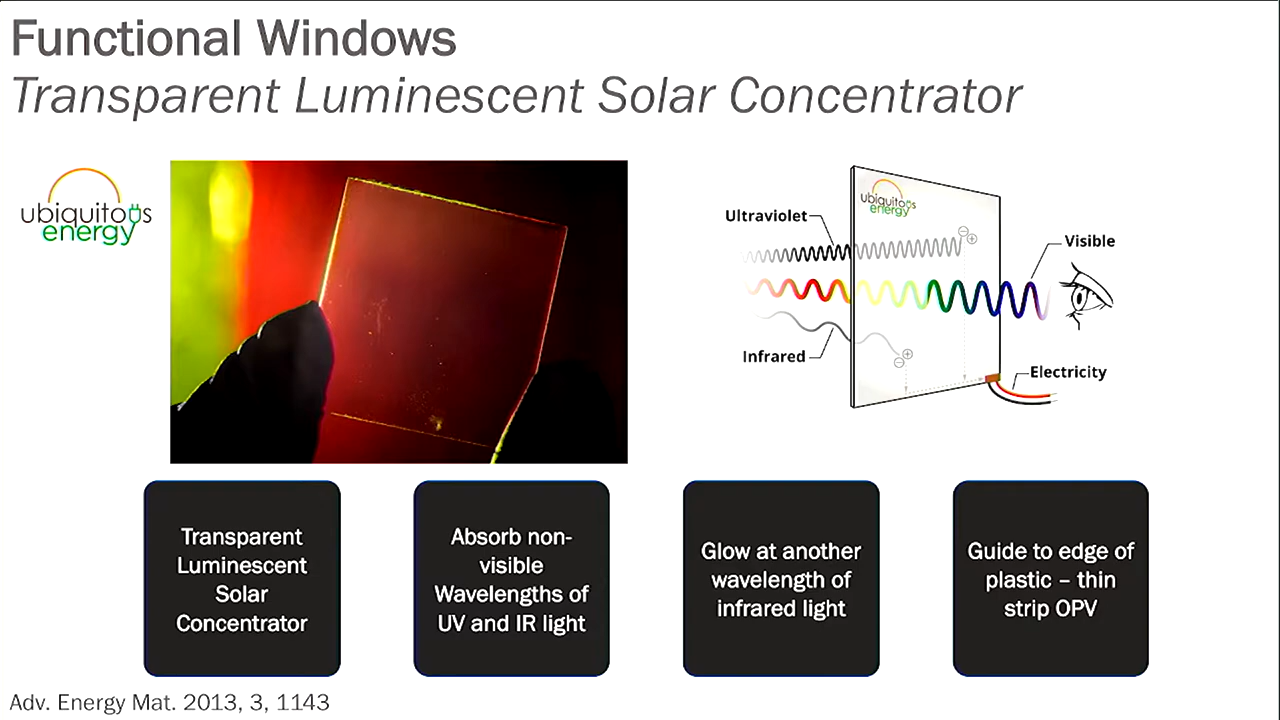 Functional Windows
Transparent Luminescent Solar Concentrator
ubiquitous
energy
ubiquitous
energy
Ultraviolet
Visible
Infrared
Electricity
Transparent
Luminescent
Solar
Concentrator
Absorb non-
visible
Wavelengths of
UV and IR light
Glow at another
wavelength of
infrared light
Guide to edge of
plastic – thin
strip OPV
Adv. Energy Mat. 2013, 3, 1143